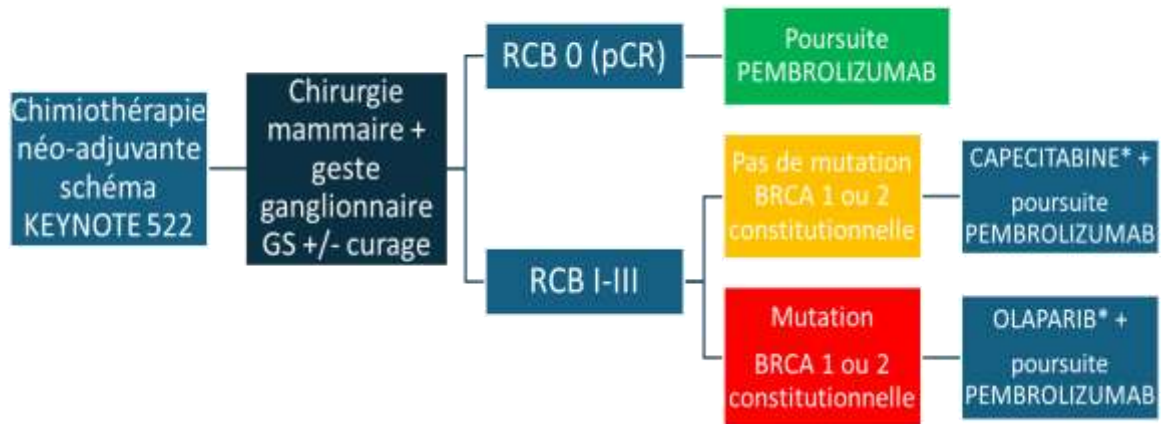 Chimiothérapie
néo-adjuvante
schéma
KEYNOTE 522
Chirurgie
mammaire +
geste
ganglionnaire
GS +/- curage
RCB 0 (pCR)
Poursuite
PEMBROLIZUMAB
RCB I-III
Pas de mutation
BRCA 1 ou 2
constitutionnelle
CAPECITABINE* +
poursuite
PEMBROLIZUMAB
Mutation
BRCA 1 ou 2
constitutionnelle
OLAPARIB* +
poursuite
PEMBROLIZUMAB